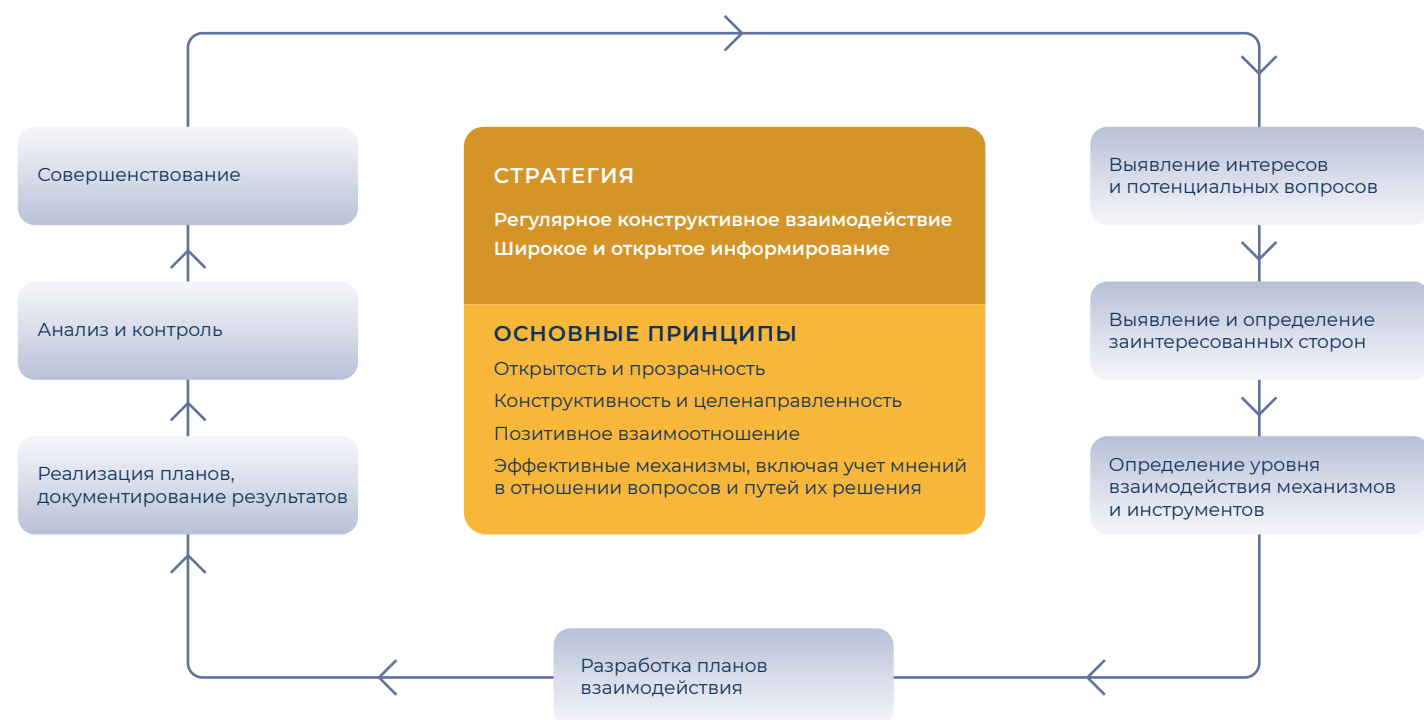 Совершенствование
Анализ и контроль
Реализация планов,
документирование результатов
СТРАТЕГИЯ
Регулярное конструктивное взаимодействие
Широкое и открытое информирование
ОСНОВНЫЕ ПРИНЦИПЫ
Открытость и прозрачность
Конструктивность и целенаправленность
Позитивное взаимоотношение
Эффективные механизмы, включая учет мнений
в отношении вопросов и путей их решения
Выявление интересов
и потенциальных вопросов
Выявление и определение
заинтересованных сторон
Определение уровня
взаимодействия механизмов
и инструментов
Разработка планов
взаимодействия